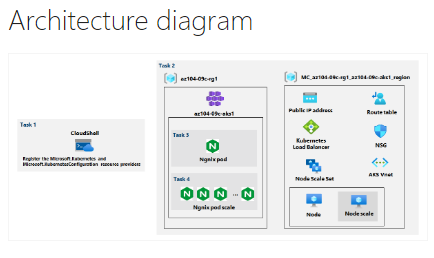 Architecture diagram
Task 1
CloudShell
Register the Microsoft.Kubernetes and
Microsoft.KubernetesConfiguration resource providers
Task 2
az104-09c-rg1
az104-09c-aks1
Task 3
Ngnix pod
Task 4
...
Ngnix pod scale
MC_az104-09c-rg1_az104-09c-aks1_region
Public IP address
Route table
Kubernetes
Load Balancer
NSG
Node Scale Set
AKS Vnet
Node
Node scale